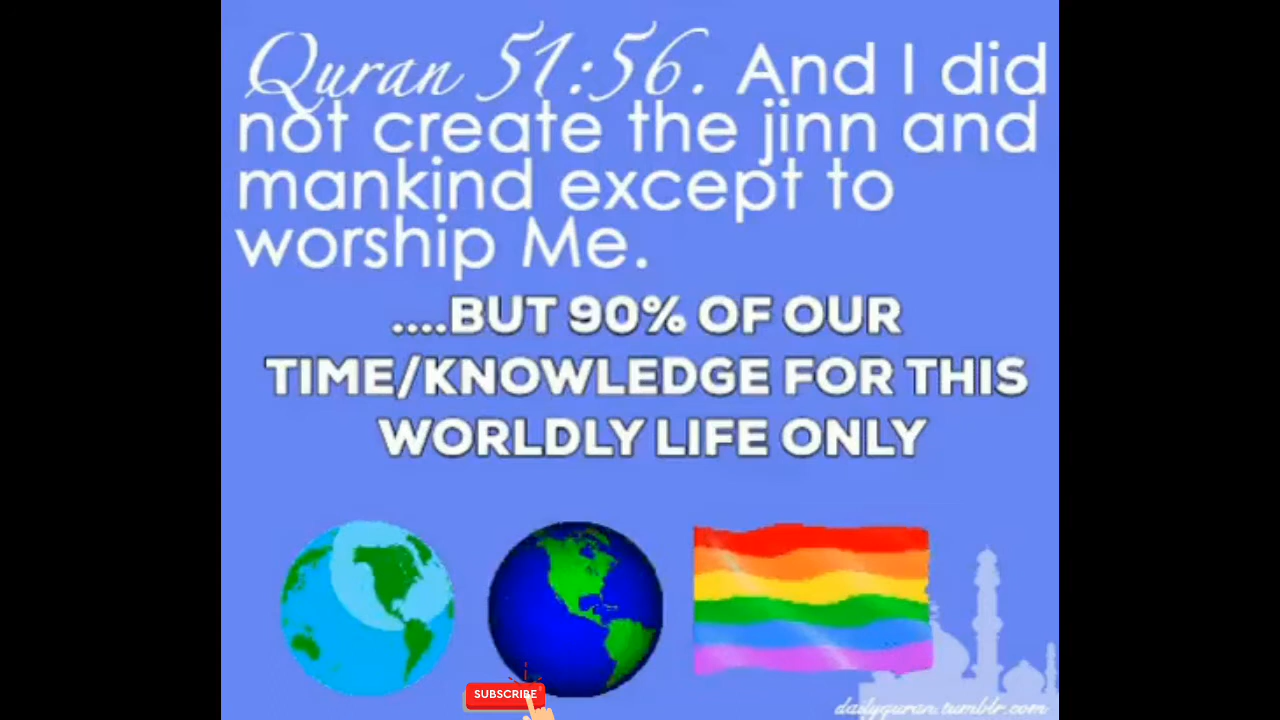 Quran 51:56. And I did
not create the jinn and
mankind except to
worship Me.
....BUT 90% OF OUR
TIME/KNOWLEDGE FOR THIS
WORLDLY LIFE ONLY
SUBSCRIBE
dailyquran.tumblr.com